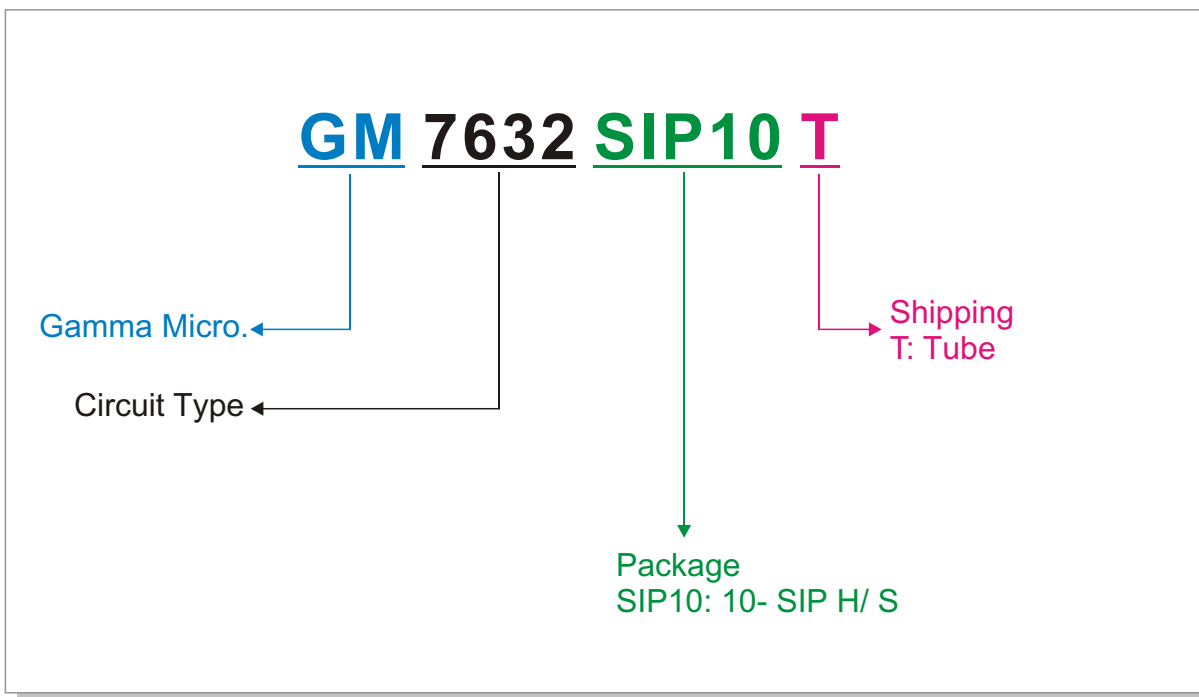 GM 7632 SIP10 T
Gamma Micro.
Circuit Type
Shipping
T: Tube
Package
SIP10: 10- SIP H/ S